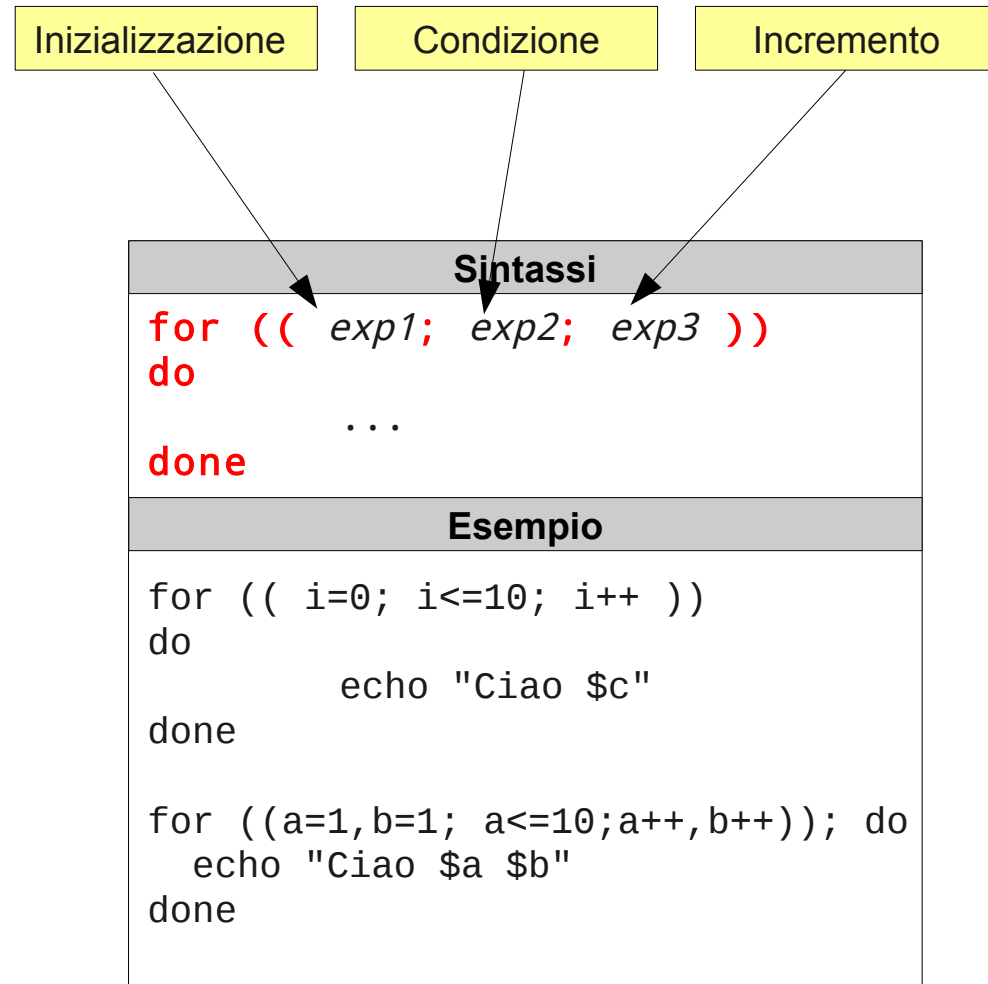 Inizializzazione Condizione Incremento
Sintassi
for (( exp1; exp2; exp3 ))
do
...
done
Esempio
for (( i=0; i<=10; i++ ))
do
echo "Ciao $c"
done
for ((a=1,b=1; a<=10;a++,b++)); do
echo "Ciao $a $b"
done